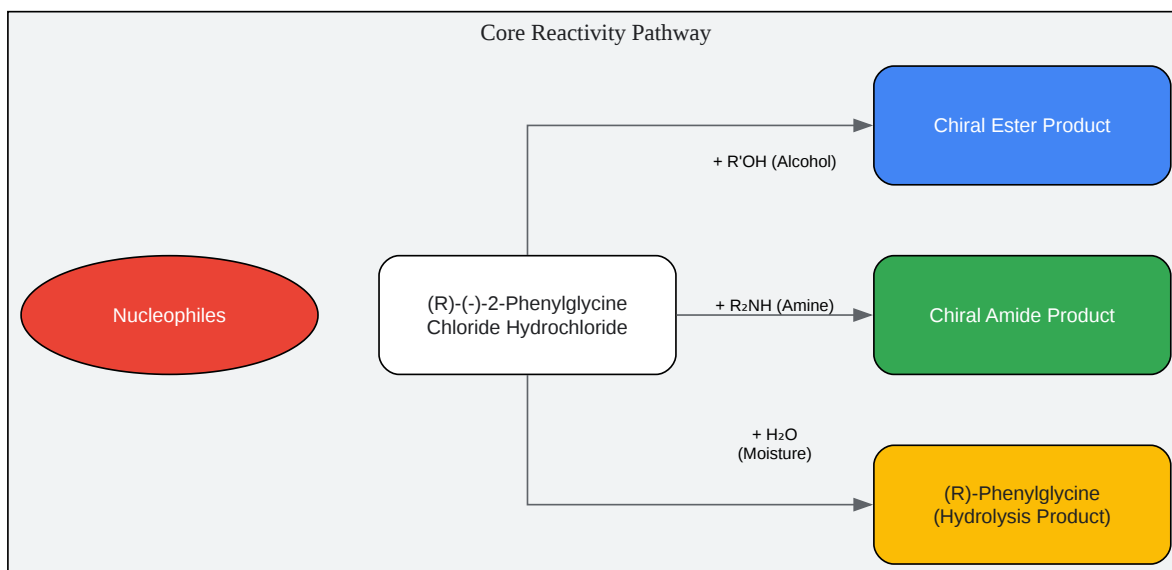 Core Reactivity Pathway
Chiral Ester Product
+ R'OH (Alcohol)
Nucleophiles
(R)-(-)-2-Phenylglycine
Chloride Hydrochloride
+ R₂NH (Amine)
Chiral Amide Product
+ H₂O
(Moisture)
(R)-Phenylglycine
(Hydrolysis Product)